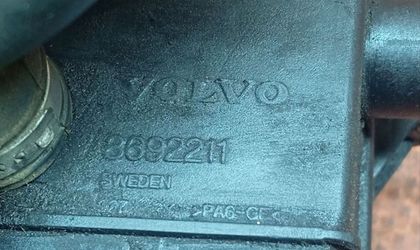 VOLVO
8692211
SWEDEN
>PA6-GF<